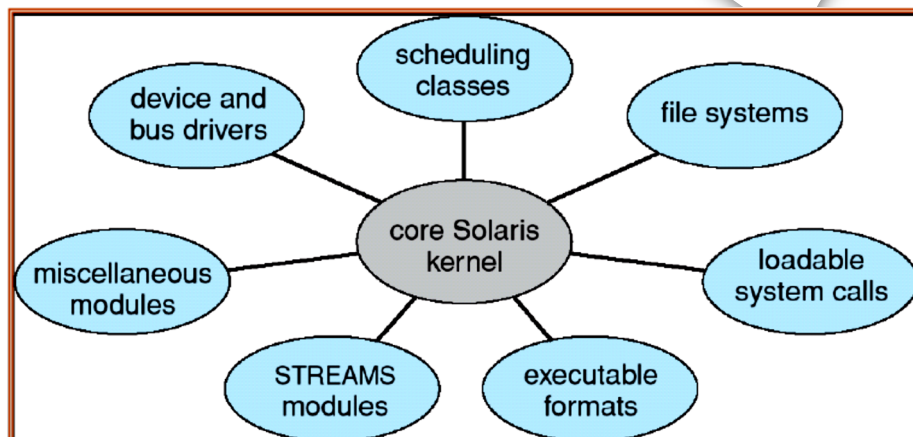 scheduling
classes
device and
bus drivers
file systems
core Solaris
kernel
miscellaneous
modules
loadable
system calls
STREAMS
modules
executable
formats